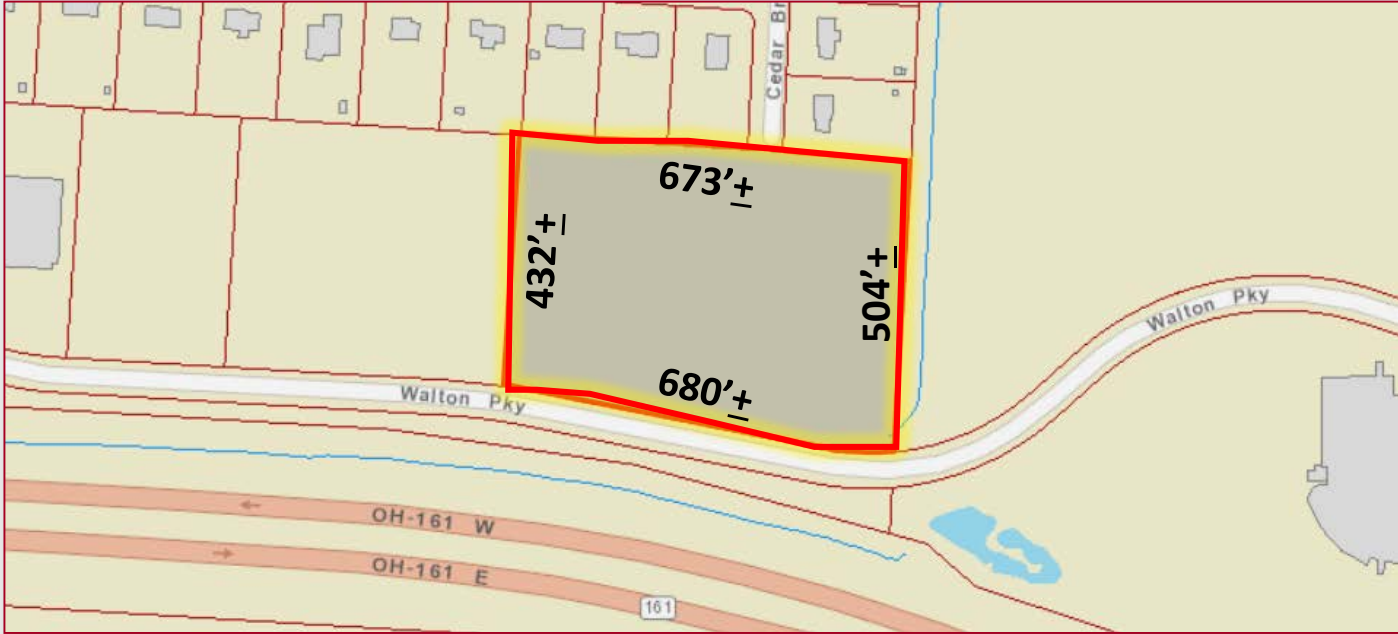 Cedar Br
673’±
432’±
504’±
680’±
Walton Pky
Walton Pky
OH-161 W
OH-161 E
161